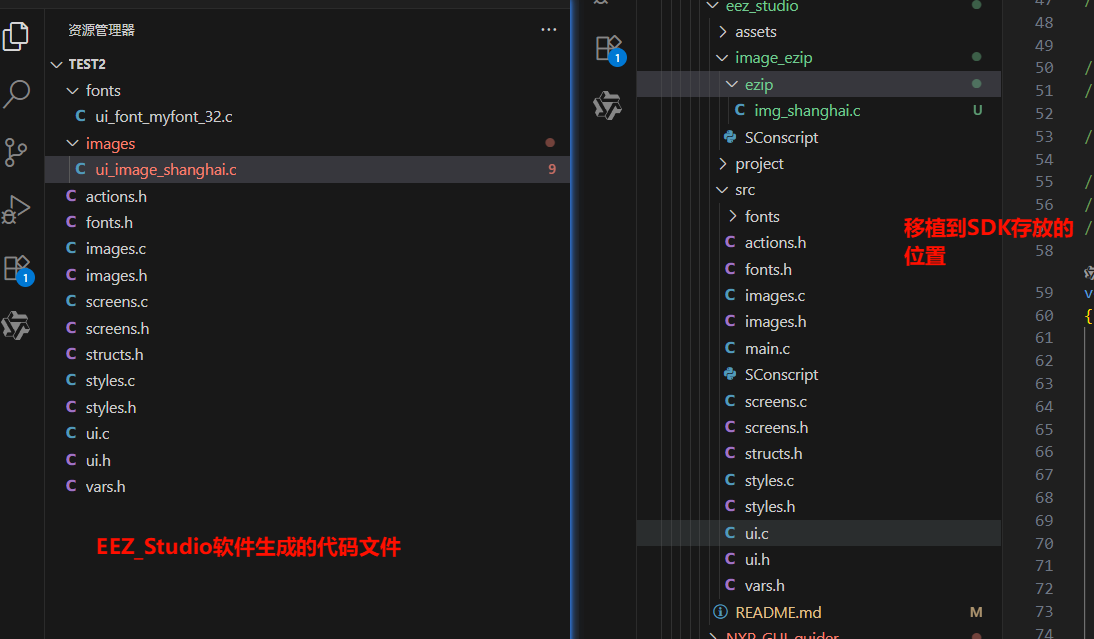 资源管理器
···
TEST2
fonts
C ui_font_myfont_32.c
images
C ui_image_shanghai.c 9
C actions.h
C fonts.h
C images.c
C images.h
C screens.c
C screens.h
C structs.h
C styles.c
C styles.h
C ui.c
C ui.h
C vars.h
1
EEZ_Studio软件生成的代码文件
1
eez_studio
assets
image_ezip
ezip
C img_shanghai.c U
SConscript
project
src
fonts
C actions.h
C fonts.h
C images.c
C images.h
C main.c
SConscript
C screens.c
C screens.h
C structs.h
C styles.c
C styles.h
C ui.c
C ui.h
C vars.h
README.md M
移植到SDK存放的
位置
47 /
48
49
50 /
51 /
52
53 /
54
55 /
56 /
/
58
59 v
60 {
61
62
63
64
65
66
67
68
69
70
71
72
73
74